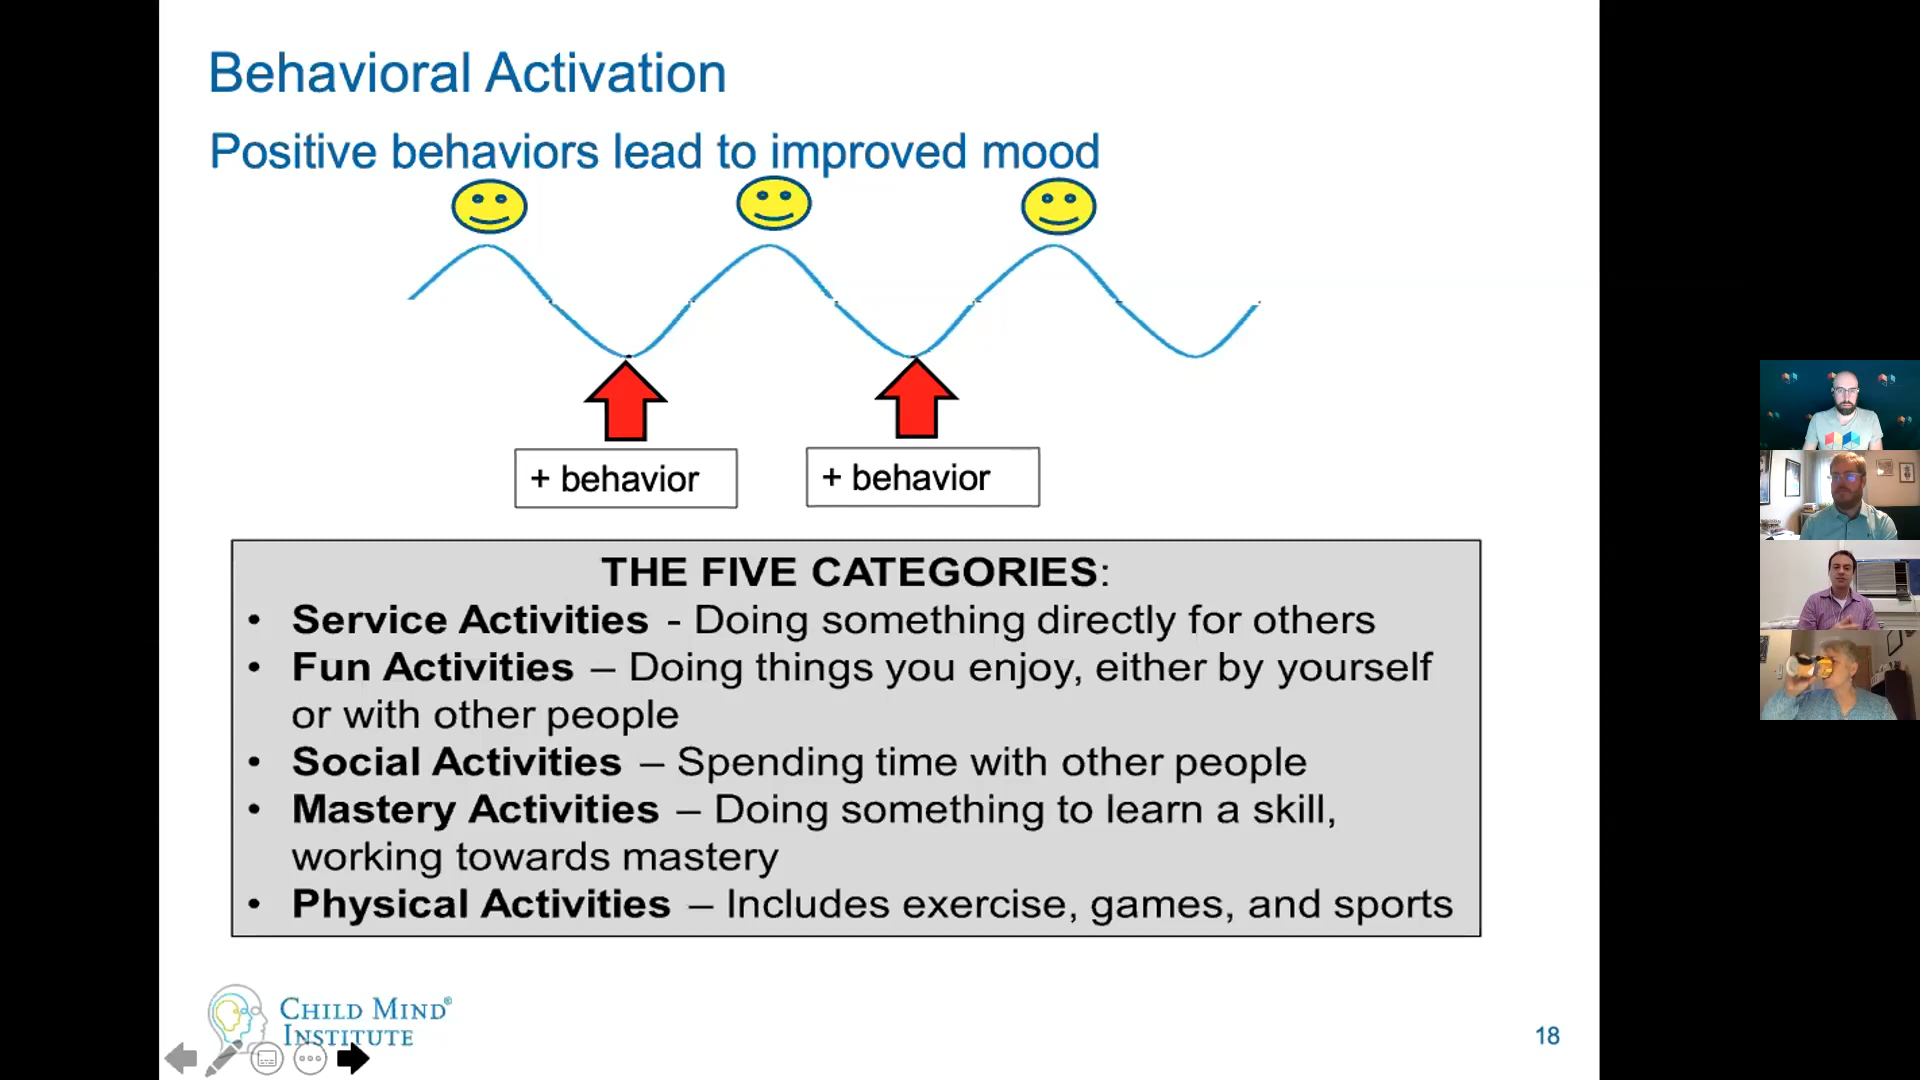 Behavioral Activation
Positive behaviors lead to improved mood
+ behavior
+ behavior
THE FIVE CATEGORIES:
• Service Activities - Doing something directly for others
• Fun Activities – Doing things you enjoy, either by yourself
or with other people
• Social Activities – Spending time with other people
• Mastery Activities – Doing something to learn a skill,
working towards mastery
• Physical Activities – Includes exercise, games, and sports
CHILD MIND®
INSTITUTE
18